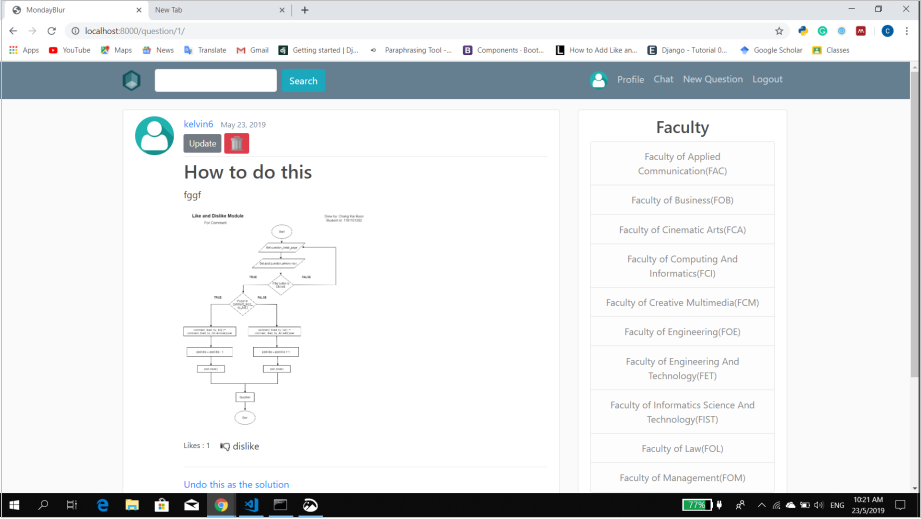 MondayBlur
New Tab
localhost:8000/question/1/
Apps
YouTube
Maps
News
Translate
Gmail
Getting started | Dj...
Paraphrasing Tool -...
Components · Boot...
How to Add Like an...
Django - Tutorial 0...
Google Scholar
Classes
Search
Profile Chat New Question Logout
kelvin6 May 23, 2019
Update
How to do this
fggf
Like and Dislike Module
For Comment
TRUE
FALSE
TRUE
FALSE
Likes : 1 dislike
Undo this as the solution
Faculty
Faculty of Applied
Communication(FAC)
Faculty of Business(FOB)
Faculty of Cinematic Arts(FCA)
Faculty of Computing And
Informatics(FCI)
Faculty of Creative Multimedia(FCM)
Faculty of Engineering(FOE)
Faculty of Engineering And
Technology(FET)
Faculty of Informatics Science And
Technology(FIST)
Faculty of Law(FOL)
Faculty of Management(FOM)
77%
ENG
10:21 AM
23/5/2019